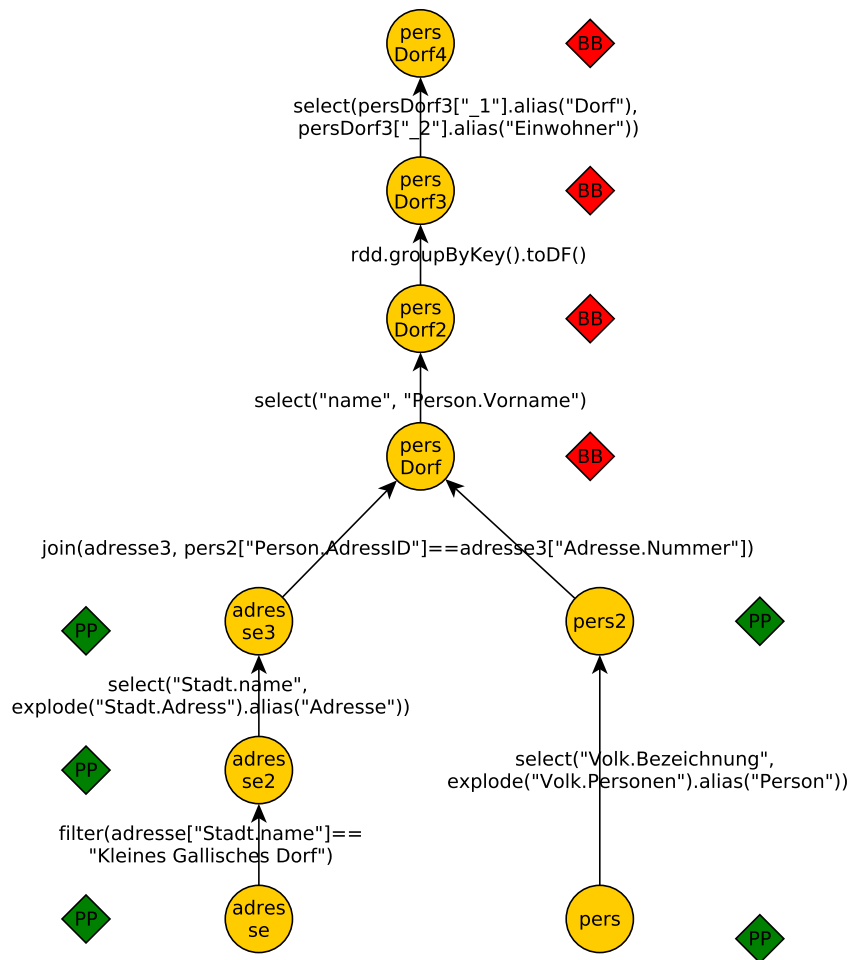 pers
Dorf4
BB
select(persDorf3["_1"].alias("Dorf"),
persDorf3["_2"].alias("Einwohner"))
pers
Dorf3
BB
rdd.groupByKey().toDF()
pers
Dorf2
BB
select("name", "Person.Vorname")
pers
Dorf
BB
join(adresse3, pers2["Person.AdressID"]==adresse3["Adresse.Nummer"])
PP
adres
se3
pers2
PP
select("Stadt.name",
explode("Stadt.Adress").alias("Adresse"))
PP
adres
se2
select("Volk.Bezeichnung",
explode("Volk.Personen").alias("Person"))
filter(adresse["Stadt.name"]==
"Kleines Gallisches Dorf")
PP
adres
se
pers
PP